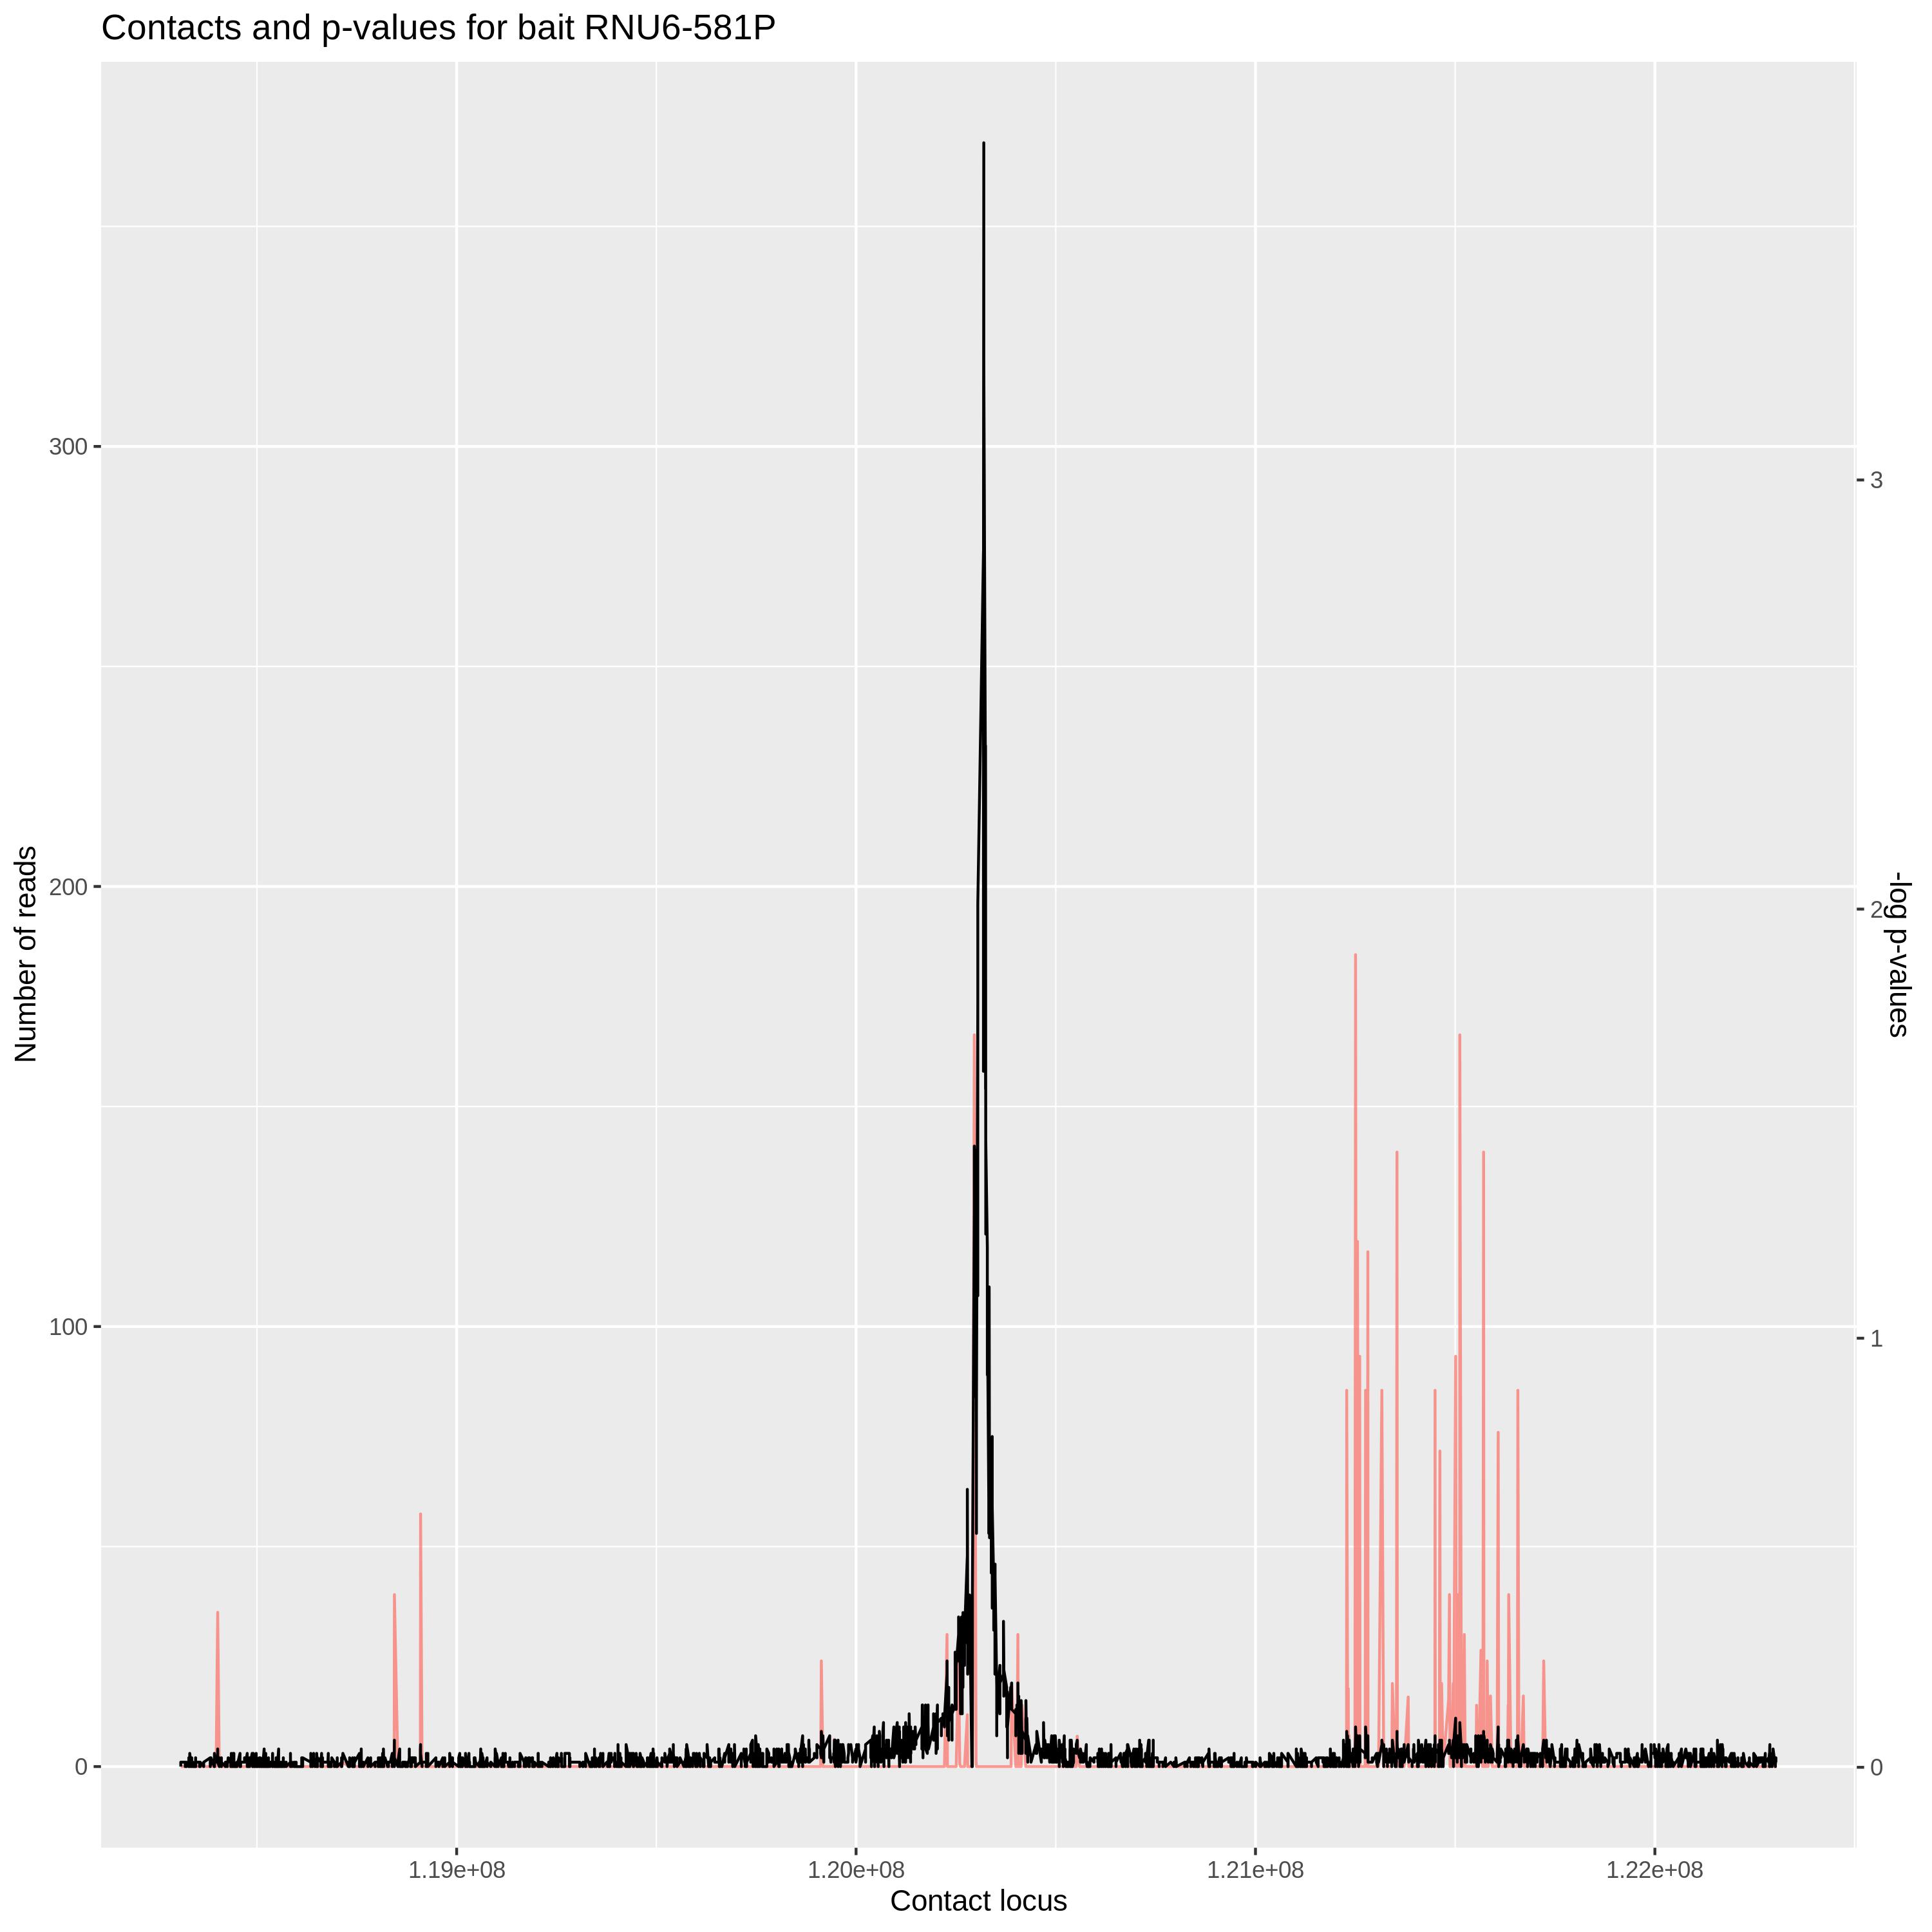 Contacts and p-values for bait RNU6-581P
Number of reads
300
200
100
0
3
2
1
0
-log p-values
1.19e+08
1.20e+08
1.21e+08
1.22e+08
Contact locus